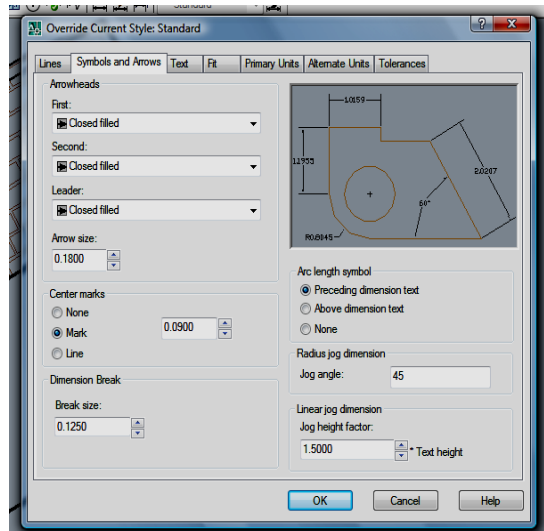 Standard
Override Current Style: Standard
Lines
Symbols and Arrows
Text
Fit
Primary Units
Alternate Units
Tolerances
Arrowheads
First:
Closed filled
Second:
Closed filled
Leader:
Closed filled
Arrow size:
0.1800
Center marks
None
Mark
0.0900
Line
Dimension Break
Break size:
0.1250
1.0159
1.1955
2.0207
60°
R0.8045
Arc length symbol
Preceding dimension text
Above dimension text
None
Radius jog dimension
Jog angle:
45
Linear jog dimension
Jog height factor:
1.5000
* Text height
OK
Cancel
Help